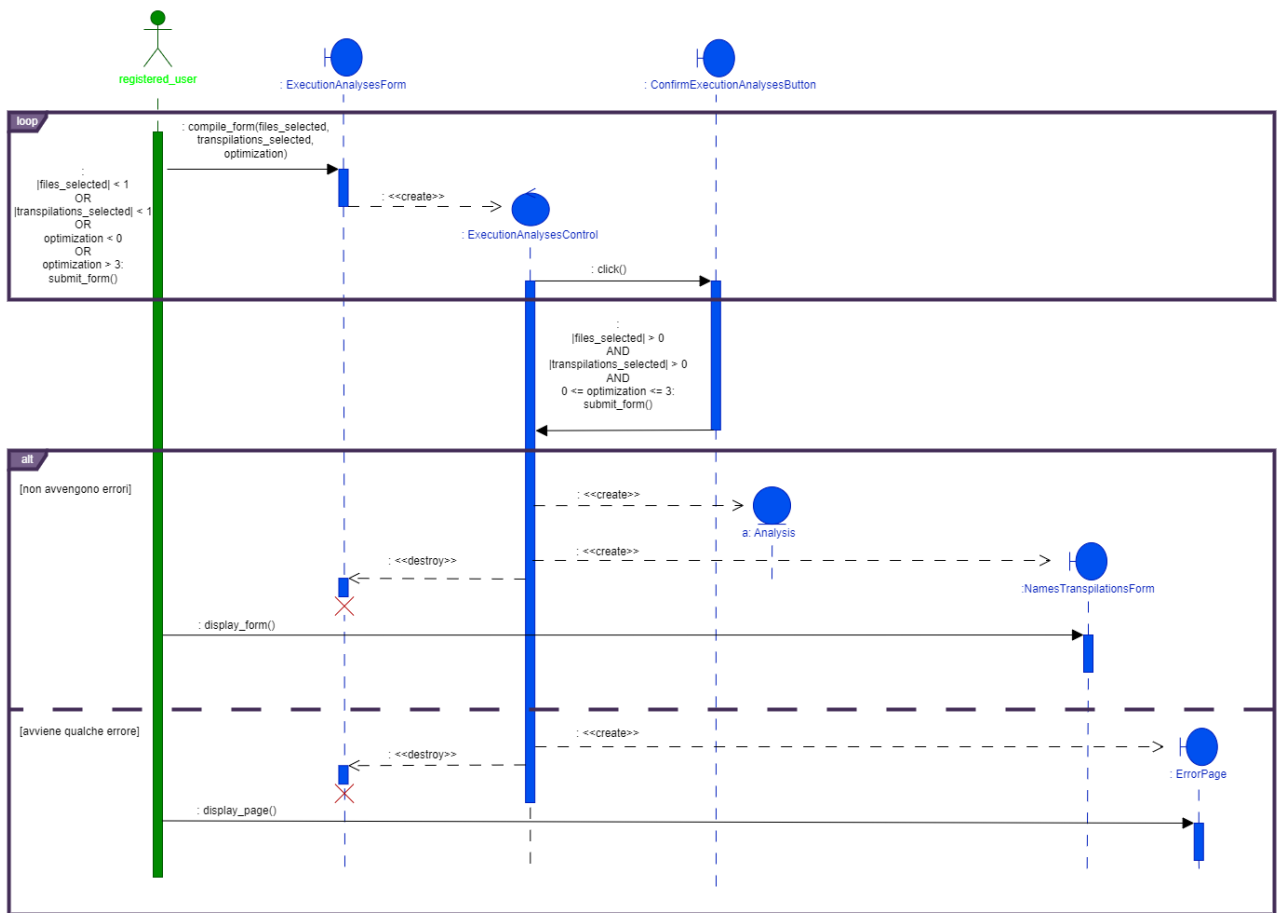 registered_user
: ExecutionAnalysesForm
: ConfirmExecutionAnalysesButton
loop
: compile_form(files_selected,
transpilations_selected,
optimization)
:
|files_selected| < 1
OR
|transpilations_selected| < 1
OR
optimization < 0
OR
optimization > 3:
submit_form()
: <<create>>
: ExecutionAnalysesControl
: click()
:
|files_selected| > 0
AND
|transpilations_selected| > 0
AND
0 <= optimization <= 3:
submit_form()
alt
[non avvengono errori]
: <<create>>
a: Analysis
: <<create>>
: <<destroy>>
:NamesTranspilationsForm
: display_form()
[avviene qualche errore]
: <<create>>
: <<destroy>>
: ErrorPage
: display_page()